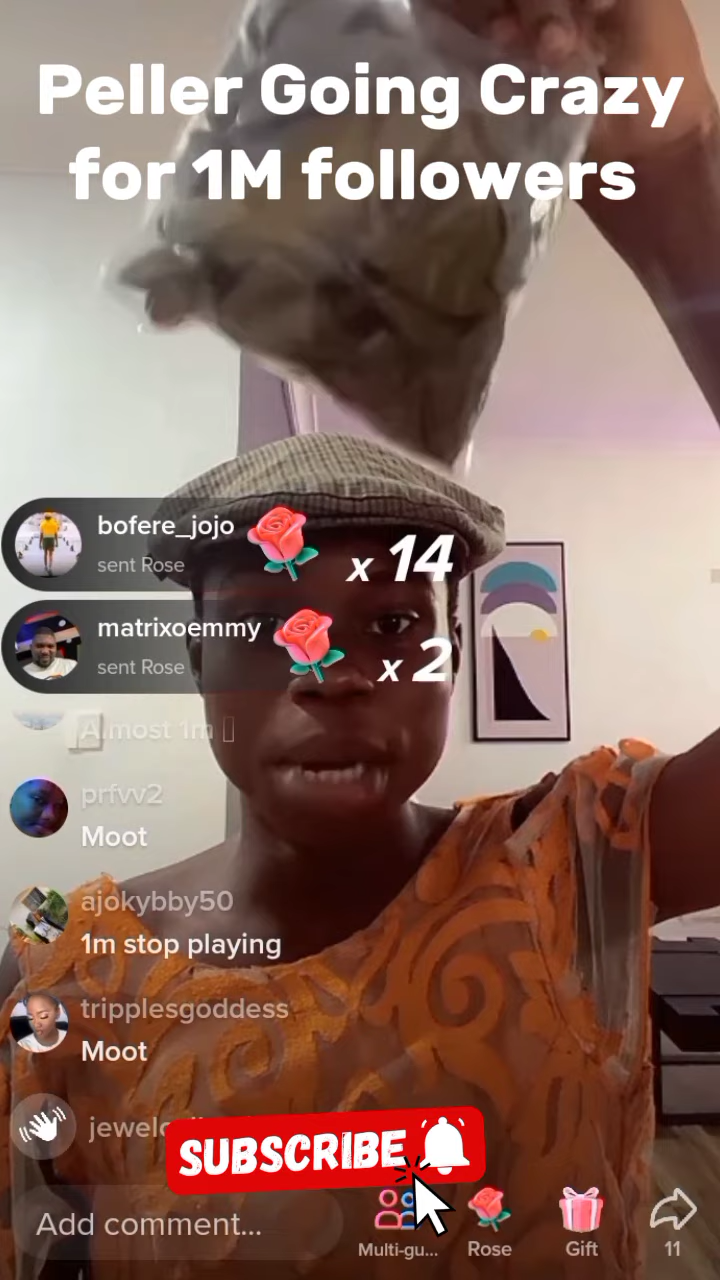 Peller Going Crazy
for 1M followers
bofere_jojo
sent Rose
x 14
matrixoemmy
sent Rose
x 2
Almost 1m
prfvv2
Moot
ajokybby50
1m stop playing
tripplesgoddess
Moot
SUBSCRIBE
Add comment...
Multi-gu...
Rose
Gift
11